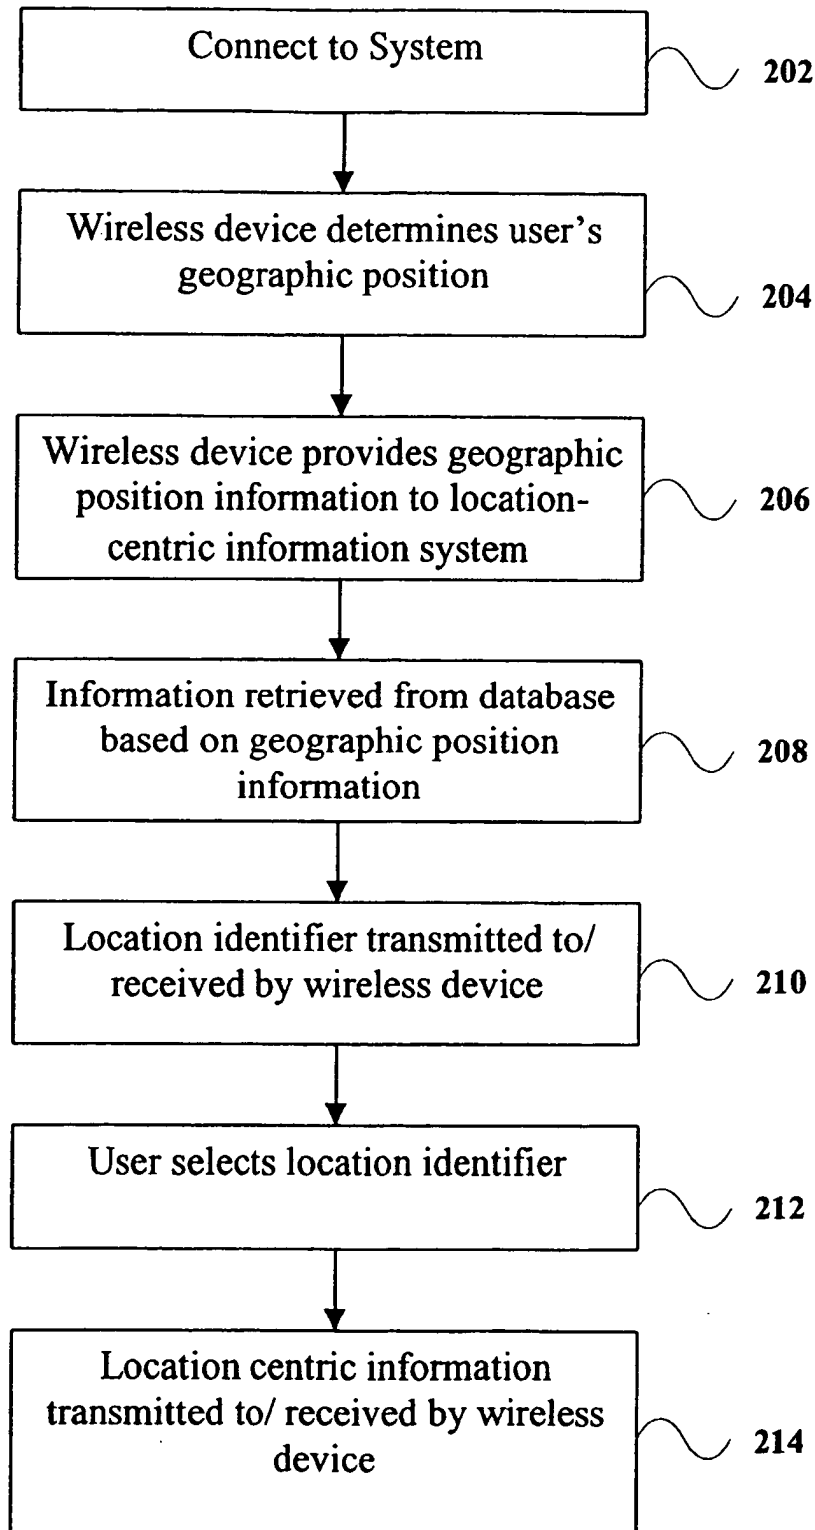 Connect to System
202
Wireless device determines user's
geographic position
204
Wireless device provides geographic
position information to location-
centric information system
206
Information retrieved from database
based on geographic position
information
208
Location identifier transmitted to/
received by wireless device
210
User selects location identifier
212
Location centric information
transmitted to/ received by wireless
device
214